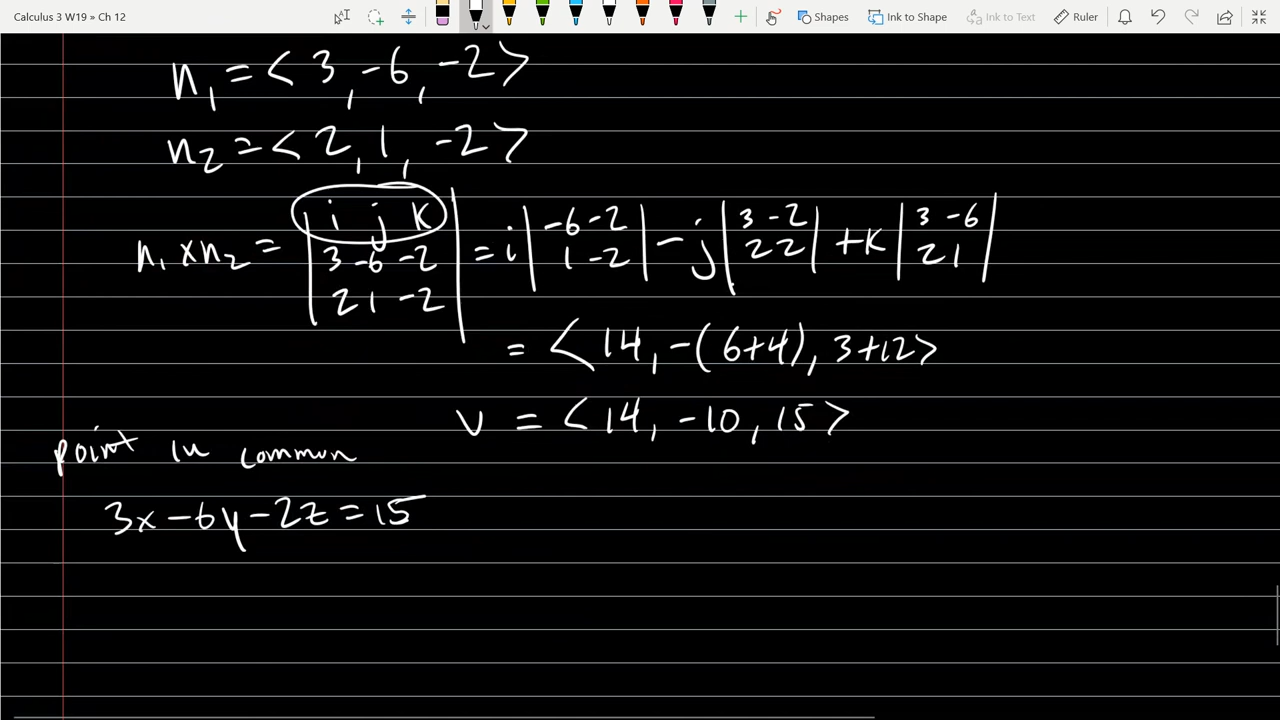 Calculus 3 W19 » Ch 12
Shapes
Ink to Shape
Ink to Text
Ruler
n₁ = < 3, -6, -2 >
n₂ = < 2, 1, -2 >
n₁ x n₂ = | i j k | = i | -6 -2 | - j | 3 -2 | + k | 3 -6 |
| 3 -6 -2 | | 1 -2 | | 2 2 | | 2 1 |
| 2 1 -2 |
= < 14, -(6+4), 3+12 >
v = < 14, -10, 15 >
point in common
3x - 6y - 2z = 15